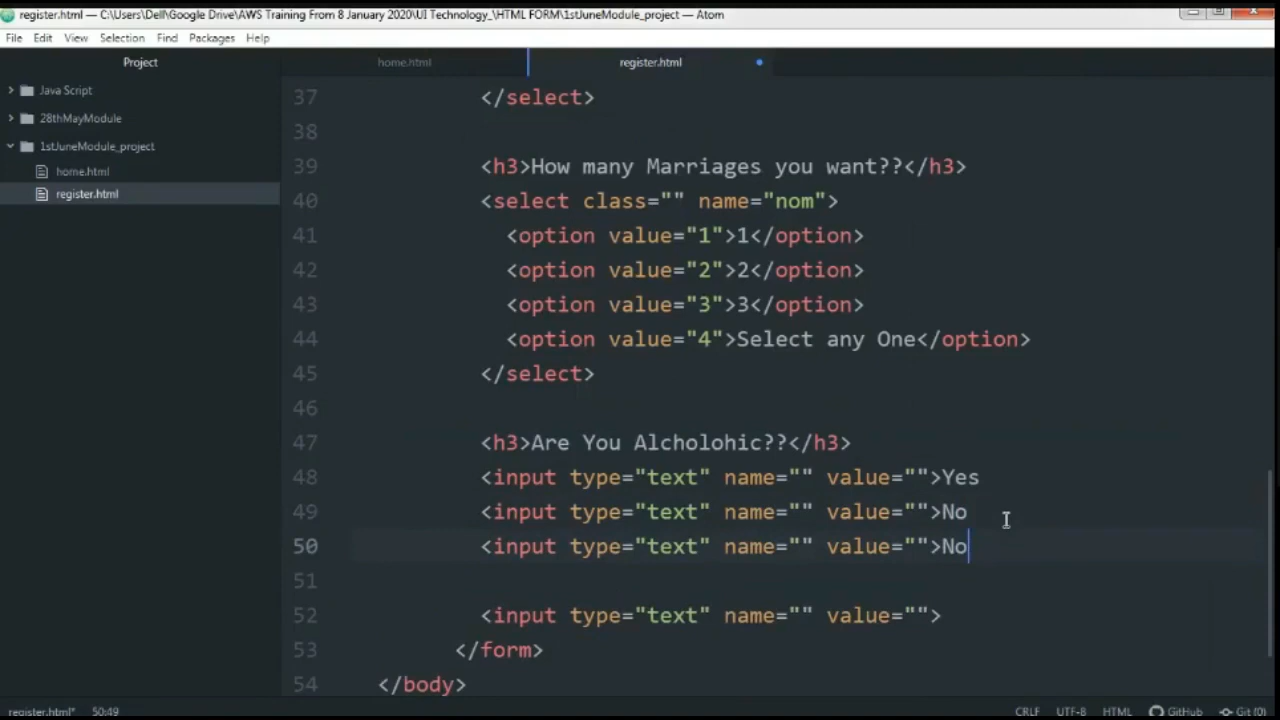 register.html — C:\Users\Dell\Google Drive\AWS Training From 8 January 2020\UI Technology_\HTML FORM\1stJuneModule_project — Atom
File Edit View Selection Find Packages Help
Project
home.html
register.html
Java Script
28thMayModule
1stJuneModule_project
home.html
register.html
37 </select>
38
39 <h3>How many Marriages you want??</h3>
40 <select class="" name="nom">
41 <option value="1">1</option>
42 <option value="2">2</option>
43 <option value="3">3</option>
44 <option value="4">Select any One</option>
45 </select>
46
47 <h3>Are You Alcholohic??</h3>
48 <input type="text" name="" value="">Yes
49 <input type="text" name="" value="">No
50 <input type="text" name="" value="">No
51
52 <input type="text" name="" value="">
53 </form>
54 </body>
register.html* 50:49 CRLF UTF-8 HTML GitHub Git (0)